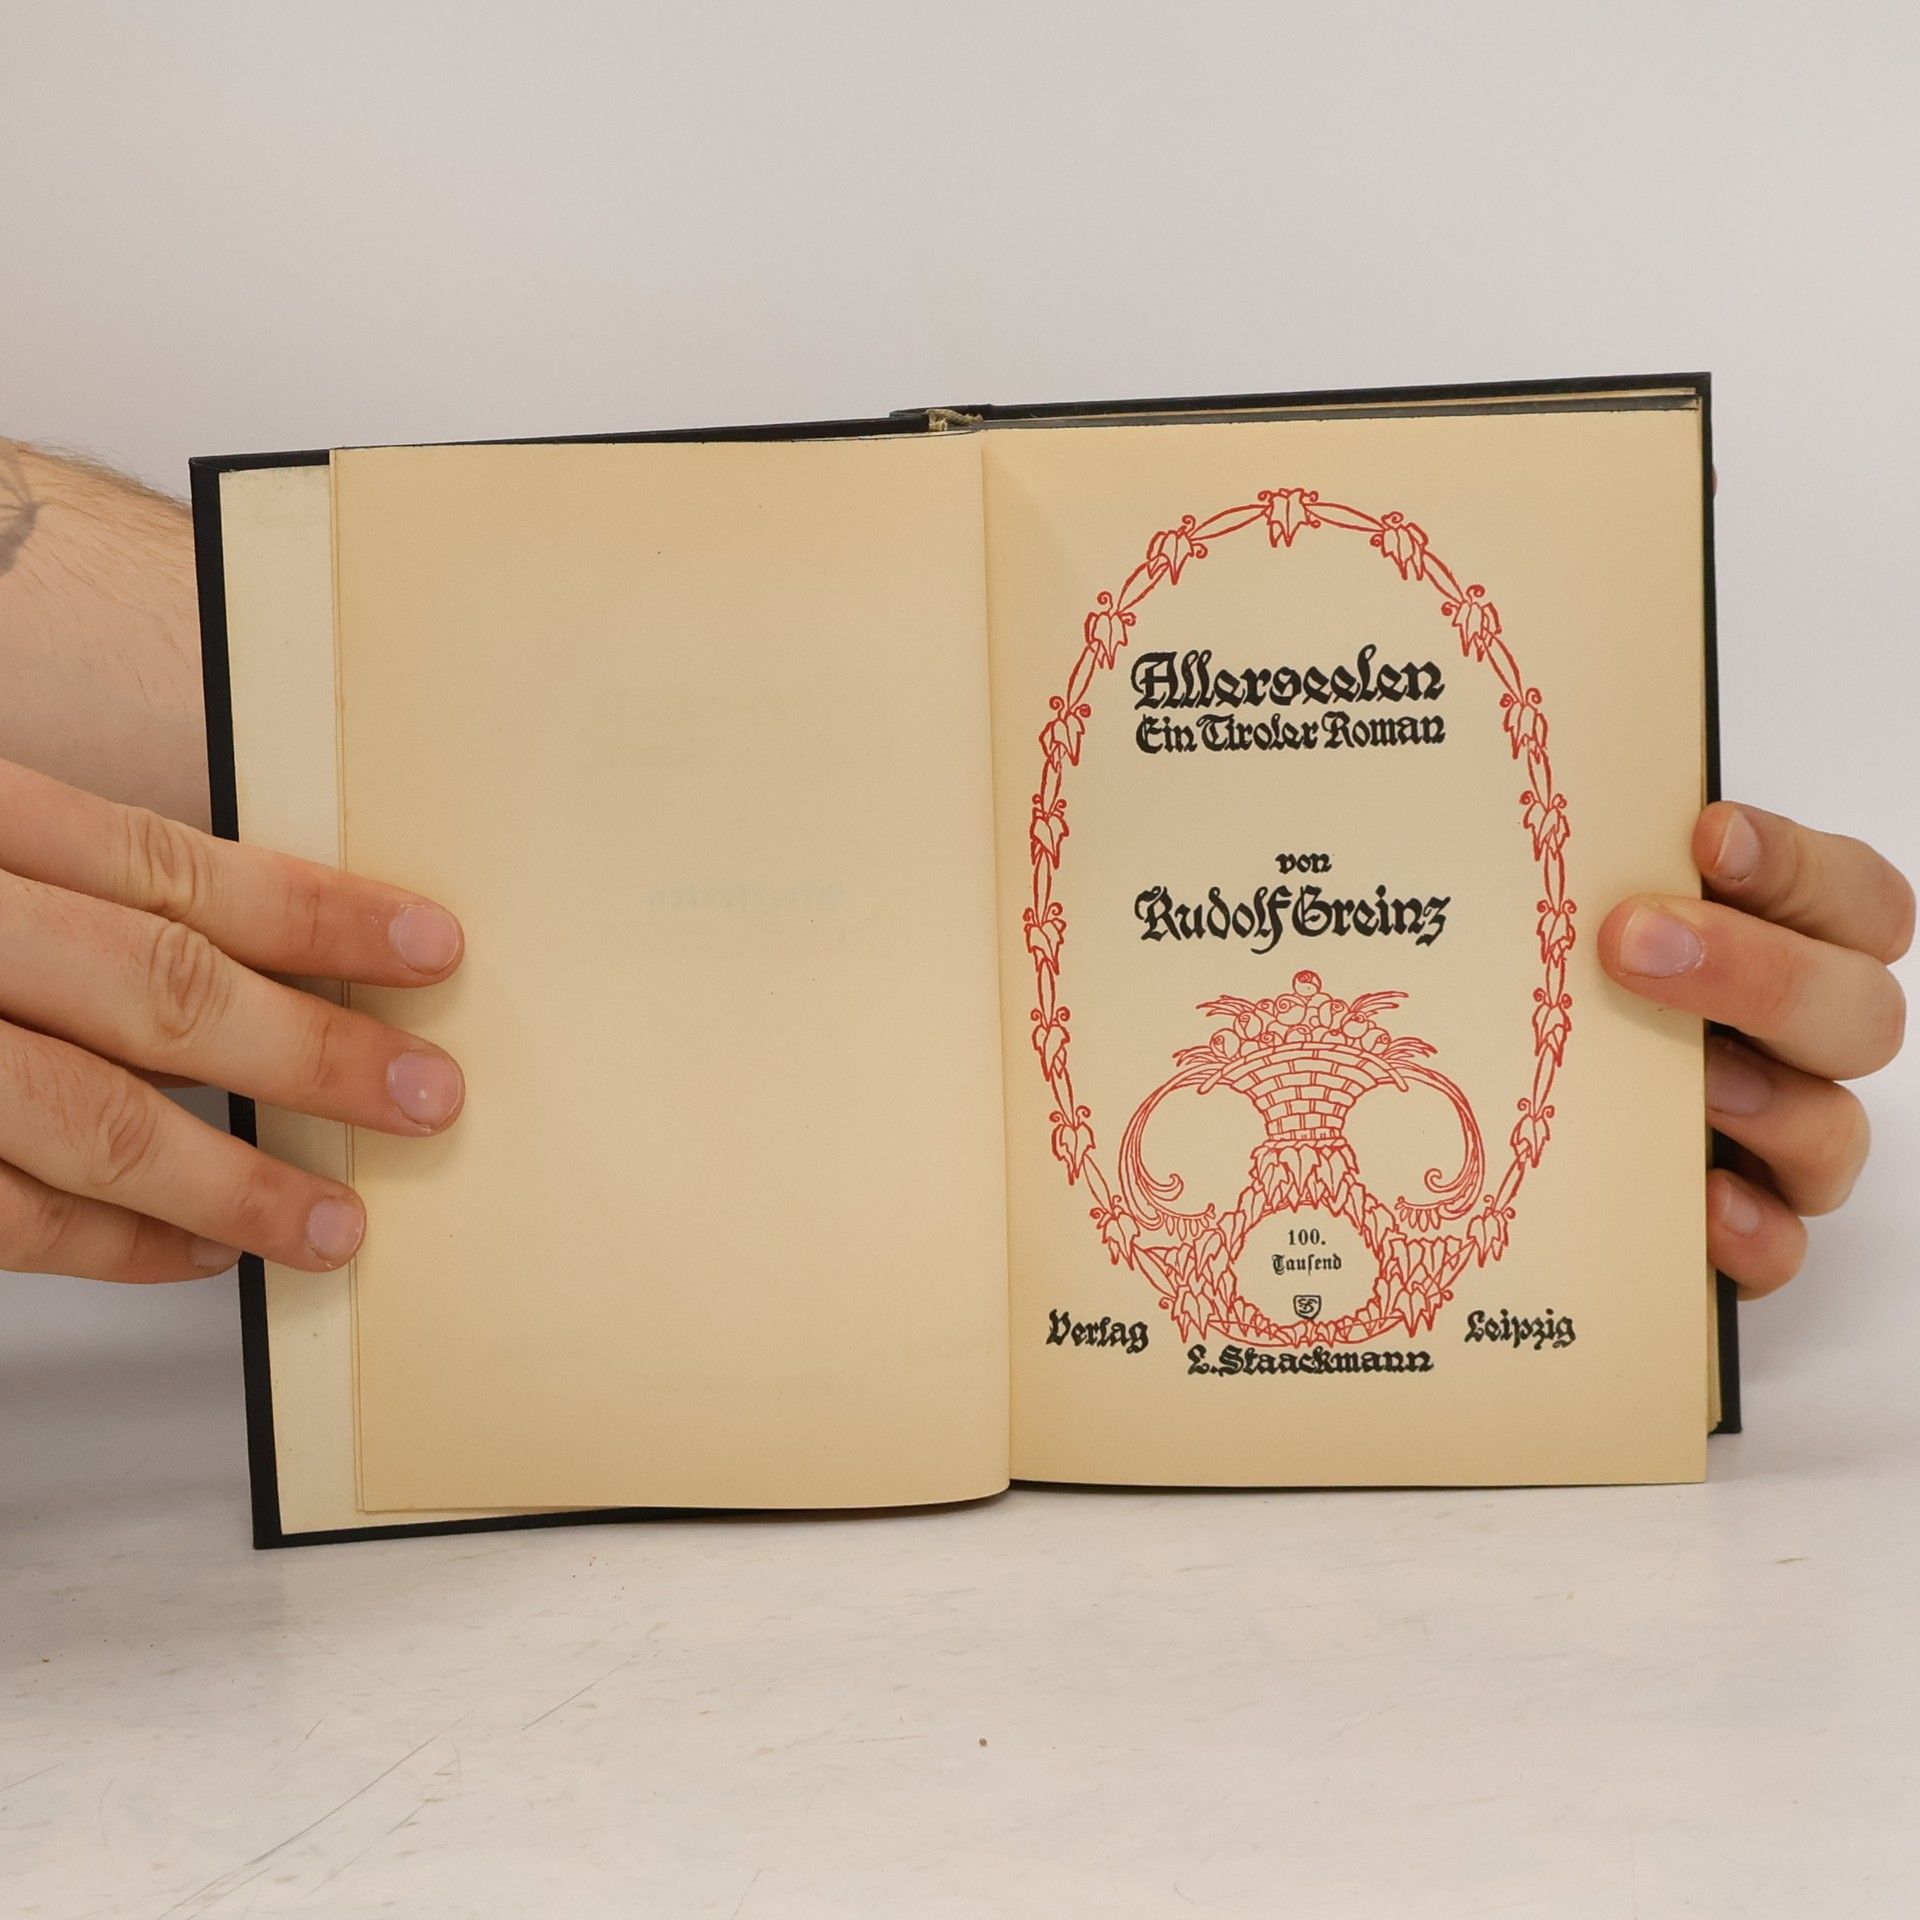 Allerseelen
Ein Tiroler Roman
von
Rudolf Greinz
100.
Tausend
Verlag
L. Staackmann
Leipzig